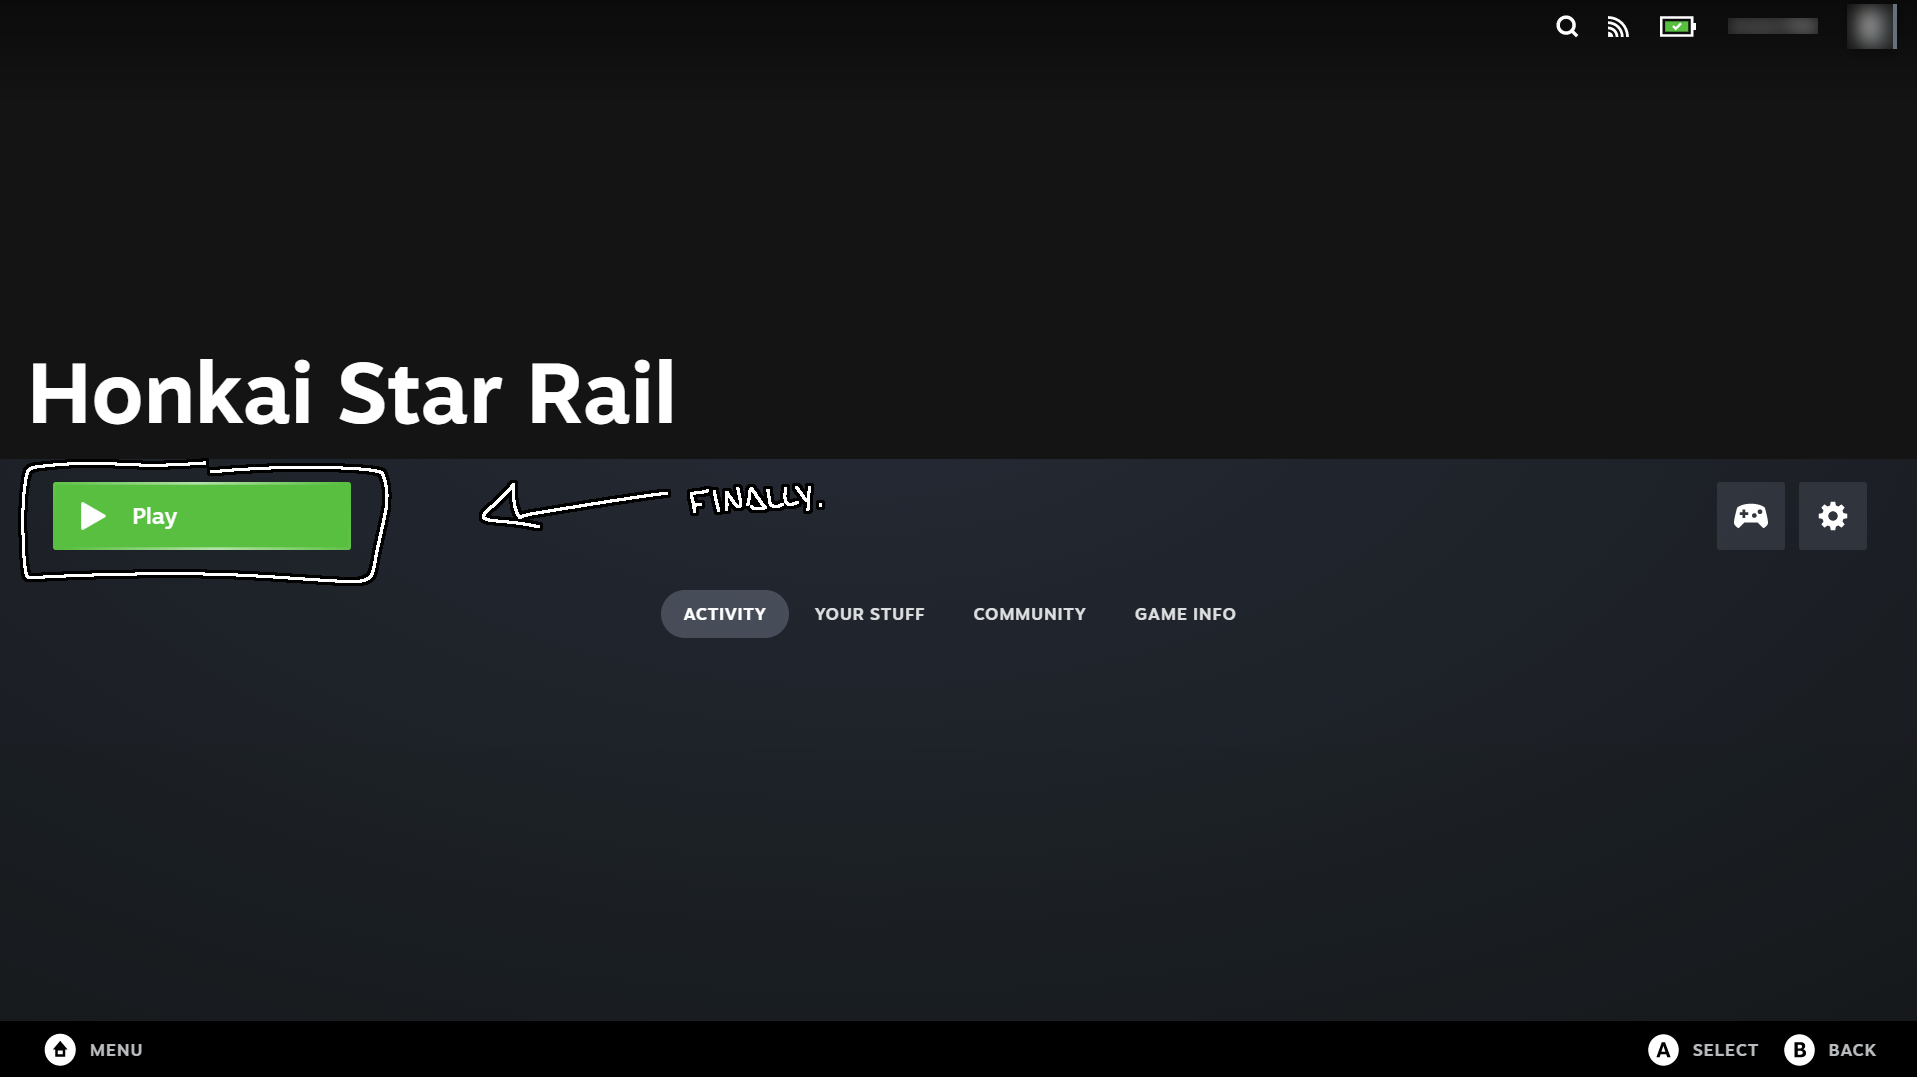 Honkai Star Rail
Play
FINALLY.
ACTIVITY YOUR STUFF COMMUNITY GAME INFO
MENU A SELECT B BACK